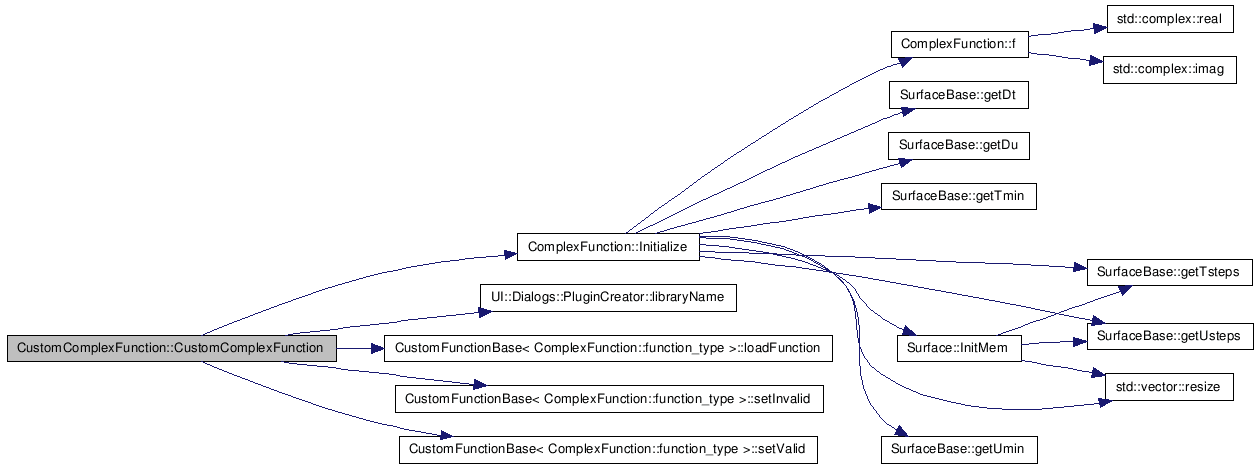 CustomComplexFunction::CustomComplexFunction
ComplexFunction::Initialize
UI::Dialogs::PluginCreator::libraryName
CustomFunctionBase< ComplexFunction::function_type >::loadFunction
CustomFunctionBase< ComplexFunction::function_type >::setInvalid
CustomFunctionBase< ComplexFunction::function_type >::setValid
ComplexFunction::f
SurfaceBase::getDt
SurfaceBase::getDu
SurfaceBase::getTmin
Surface::InitMem
SurfaceBase::getUmin
std::complex::real
std::complex::imag
SurfaceBase::getTsteps
SurfaceBase::getUsteps
std::vector::resize